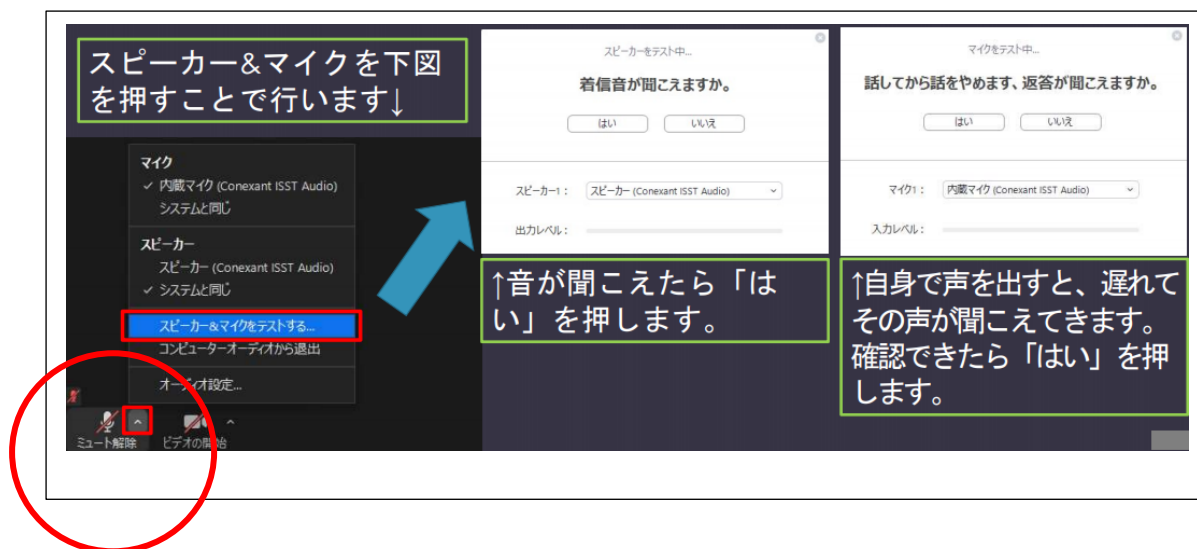 スピーカー&マイクを下図
を押すことで行います↓
マイク
✓ 内蔵マイク (Conexant ISST Audio)
システムと同じ
スピーカー
スピーカー (Conexant ISST Audio)
✓ システムと同じ
スピーカー&マイクをテストする...
コンピューターオーディオから退出
オーディオ設定...
ミュート解除
ビデオの開始
スピーカーをテスト中...
着信音が聞こえますか。
はい
いいえ
スピーカー1：
スピーカー (Conexant ISST Audio)
出力レベル：
↑音が聞こえたら「は
い」を押します。
マイクをテスト中...
話してから話をやめます、返答が聞こえますか。
はい
いいえ
マイク1：
内蔵マイク (Conexant ISST Audio)
入力レベル：
↑自身で声を出すと、遅れて
その声が聞こえてきます。
確認できたら「はい」を押
します。